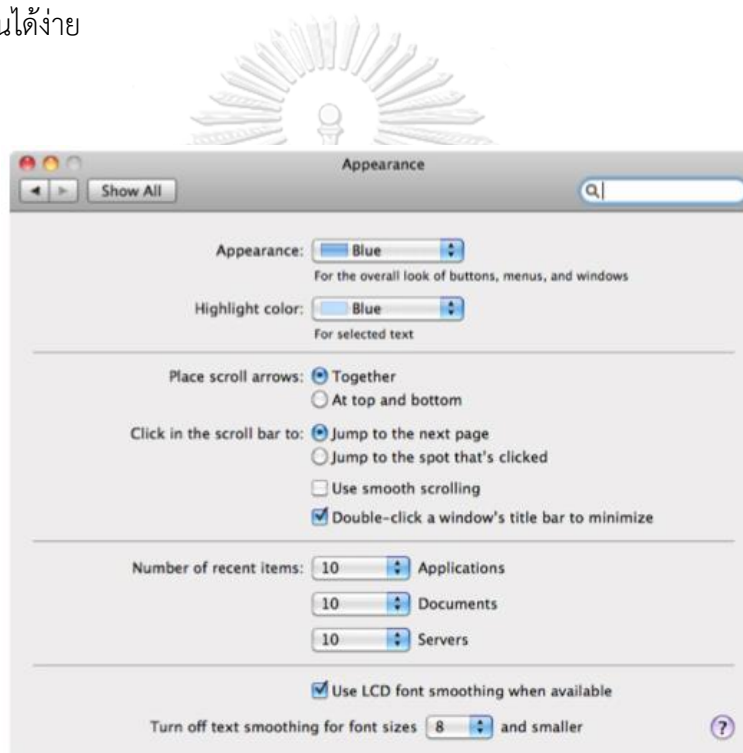 นได้ง่าย
Appearance
Show All
Appearance: Blue
For the overall look of buttons, menus, and windows
Highlight color: Blue
For selected text
Place scroll arrows: Together
At top and bottom
Click in the scroll bar to: Jump to the next page
Jump to the spot that's clicked
Use smooth scrolling
Double-click a window's title bar to minimize
Number of recent items: 10 Applications
10 Documents
10 Servers
Use LCD font smoothing when available
Turn off text smoothing for font sizes 8 and smaller
?